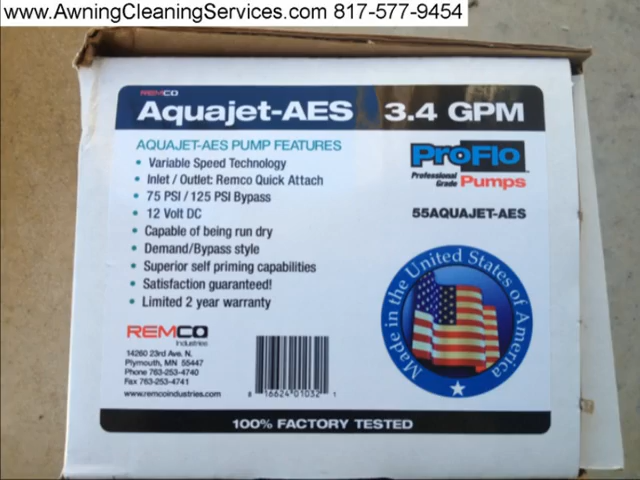 www.AwningCleaningServices.com 817-577-9454
REMCO
Aquajet-AES 3.4 GPM
AQUAJET-AES PUMP FEATURES
• Variable Speed Technology
• Inlet / Outlet: Remco Quick Attach
• 75 PSI / 125 PSI Bypass
• 12 Volt DC
• Capable of being run dry
• Demand/Bypass style
• Superior self priming capabilities
• Satisfaction guaranteed!
• Limited 2 year warranty
ProFlo
Professional Grade Pumps
55AQUAJET-AES
Made in the United States of America
REMCO
Industries
14260 23rd Ave. N.
Plymouth, MN 55447
Phone 763-253-4740
Fax 763-253-4741
www.remcoindustries.com
8 16624 01032 1
100% FACTORY TESTED